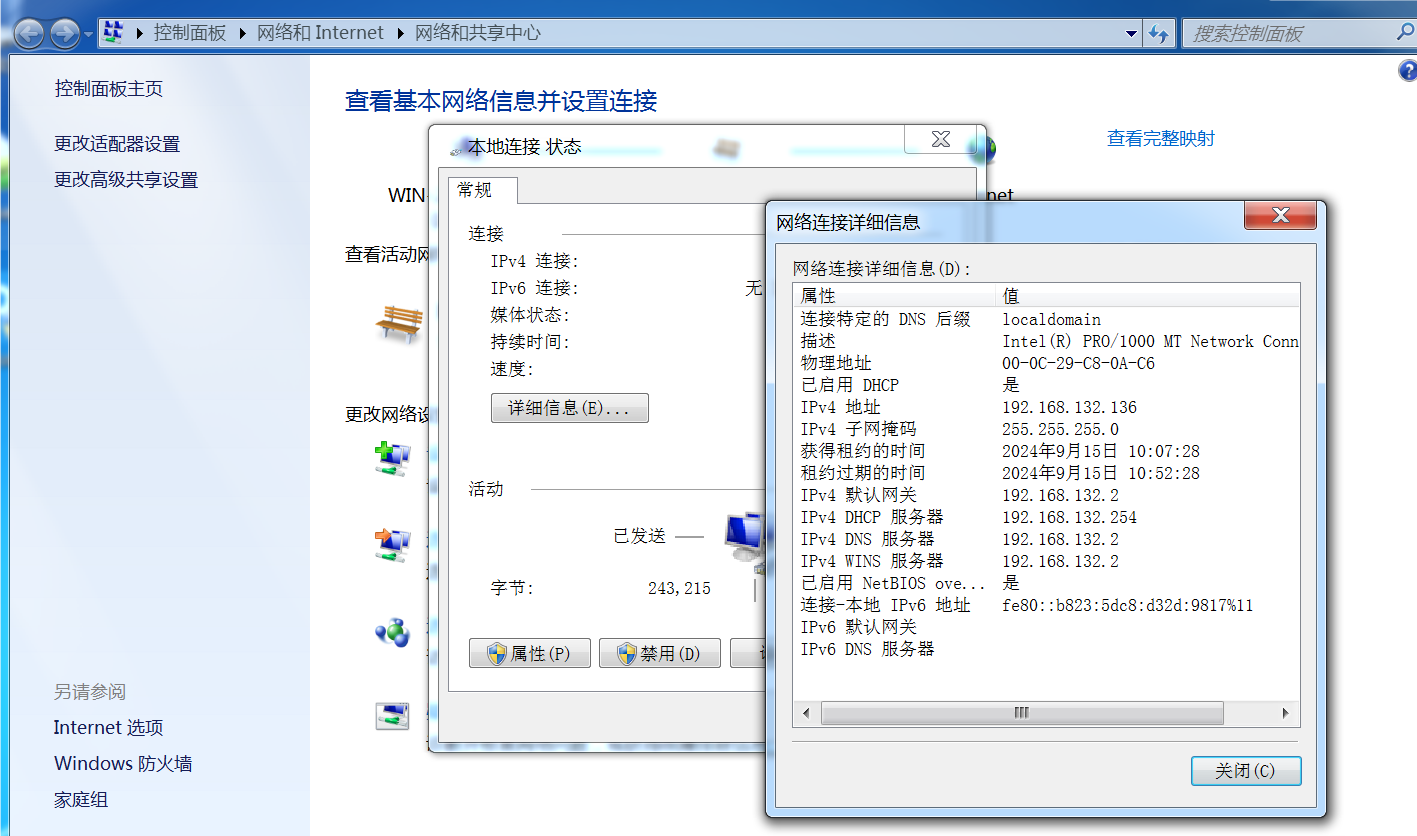 控制面板 网络和 Internet 网络和共享中心
搜索控制面板
控制面板主页
更改适配器设置
更改高级共享设置
另请参阅
Internet 选项
Windows 防火墙
家庭组
查看基本网络信息并设置连接
查看完整映射
WIN-
net
查看活动网
更改网络设
本地连接 状态
常规
连接
IPv4 连接:
IPv6 连接: 无
媒体状态:
持续时间:
速度:
详细信息(E)...
活动
已发送
字节: 243,215
属性(P) 禁用(D)
网络连接详细信息
网络连接详细信息(D):
属性 值
连接特定的 DNS 后缀 localdomain
描述 Intel(R) PRO/1000 MT Network Conn
物理地址 00-0C-29-C8-0A-C6
已启用 DHCP 是
IPv4 地址 192.168.132.136
IPv4 子网掩码 255.255.255.0
获得租约的时间 2024年9月15日 10:07:28
租约过期的时间 2024年9月15日 10:52:28
IPv4 默认网关 192.168.132.2
IPv4 DHCP 服务器 192.168.132.254
IPv4 DNS 服务器 192.168.132.2
IPv4 WINS 服务器 192.168.132.2
已启用 NetBIOS ove... 是
连接-本地 IPv6 地址 fe80::b823:5dc8:d32d:9817%11
IPv6 默认网关
IPv6 DNS 服务器
关闭(C)